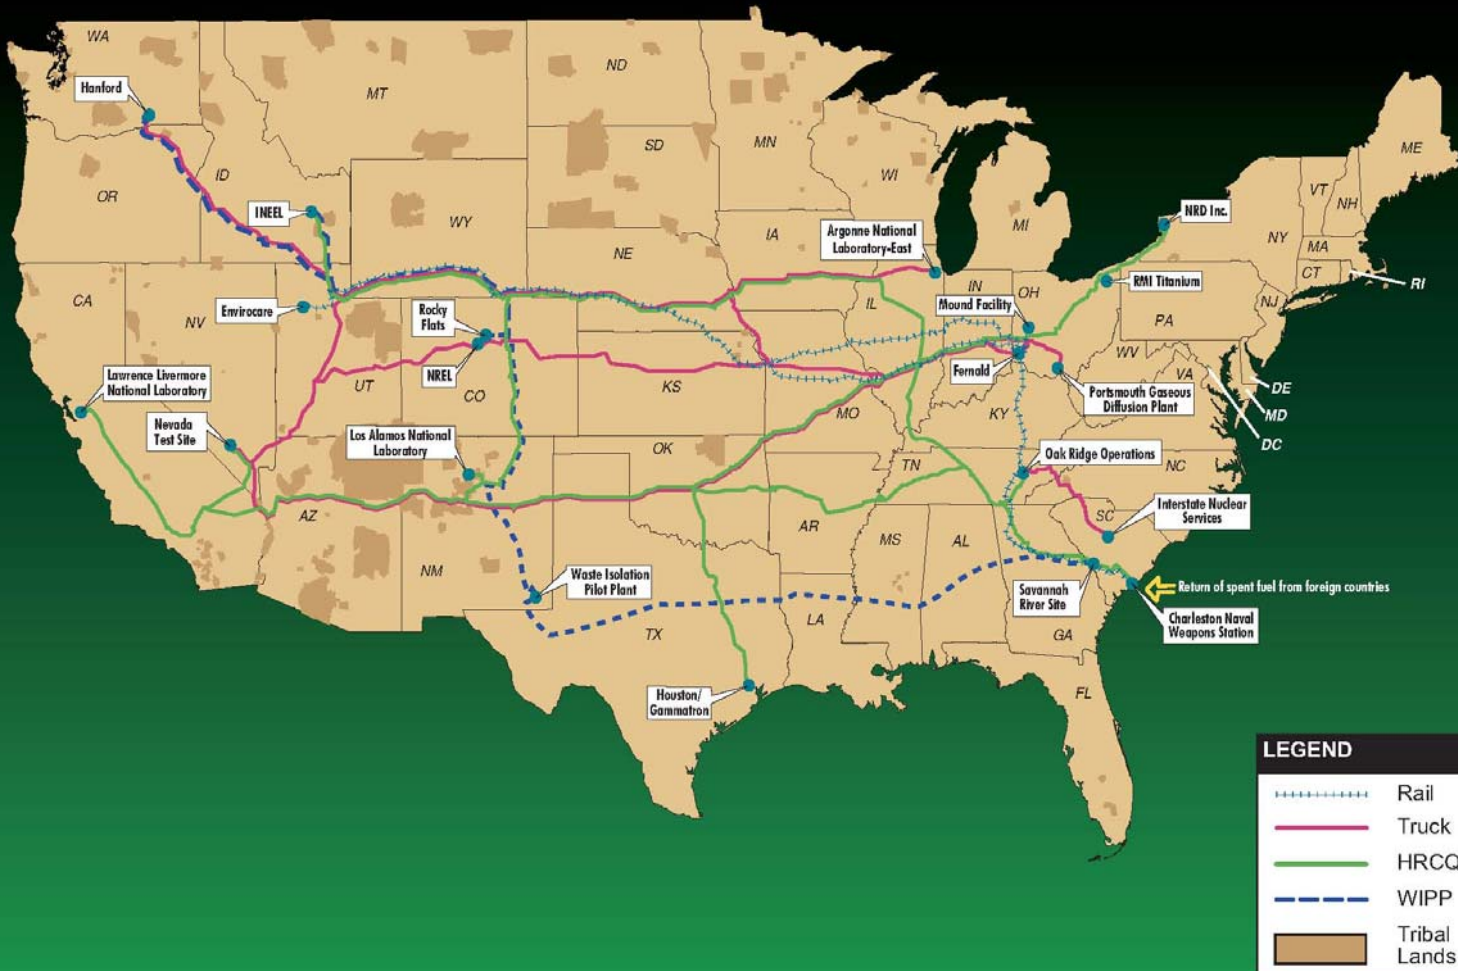 WA
Hanford
MT
ND
MN
ME
OR
ID
INEEL
WY
SD
WI
MI
VT
NH
NRD Inc.
NY
MA
CT
RI
CA
NV
Envirocare
NE
IA
Argonne National
Laboratory-East
IL
IN
OH
Mound Facility
RMI Titanium
PA
NJ
Rocky
Flats
NREL
UT
CO
KS
MO
Fernald
KY
WV
VA
DE
MD
DC
Portsmouth Gaseous
Diffusion Plant
Lawrence Livermore
National Laboratory
Nevada
Test Site
Los Alamos National
Laboratory
OK
TN
Oak Ridge Operations
NC
AZ
NM
AR
MS
AL
SC
Interstate Nuclear
Services
Waste Isolation
Pilot Plant
TX
LA
Savannah
River Site
GA
Return of spent fuel from foreign countries
Charleston Naval
Weapons Station
Houston/
Gammatron
FL
LEGEND
Rail
Truck
HRCQ
WIPP
Tribal
Lands